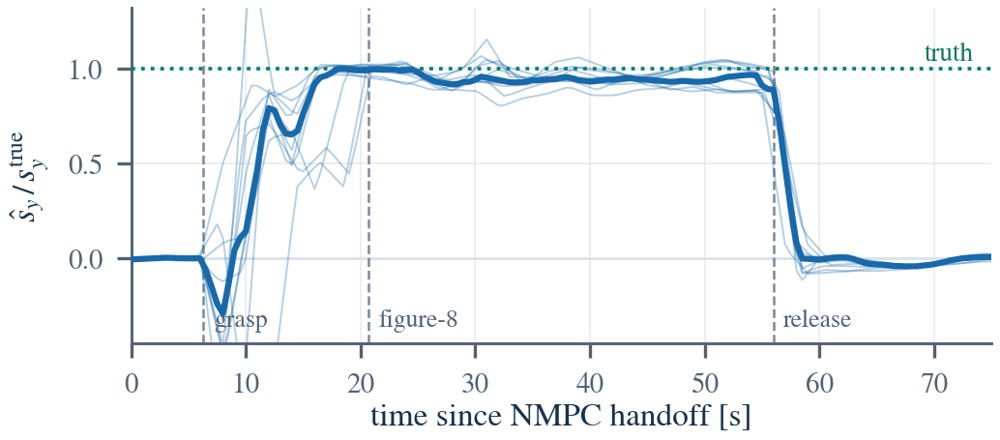 truth
1.0
0.5
0.0
ŝ_y / s_y^true
grasp
figure-8
release
0 10 20 30 40 50 60 70
time since NMPC handoff [s]